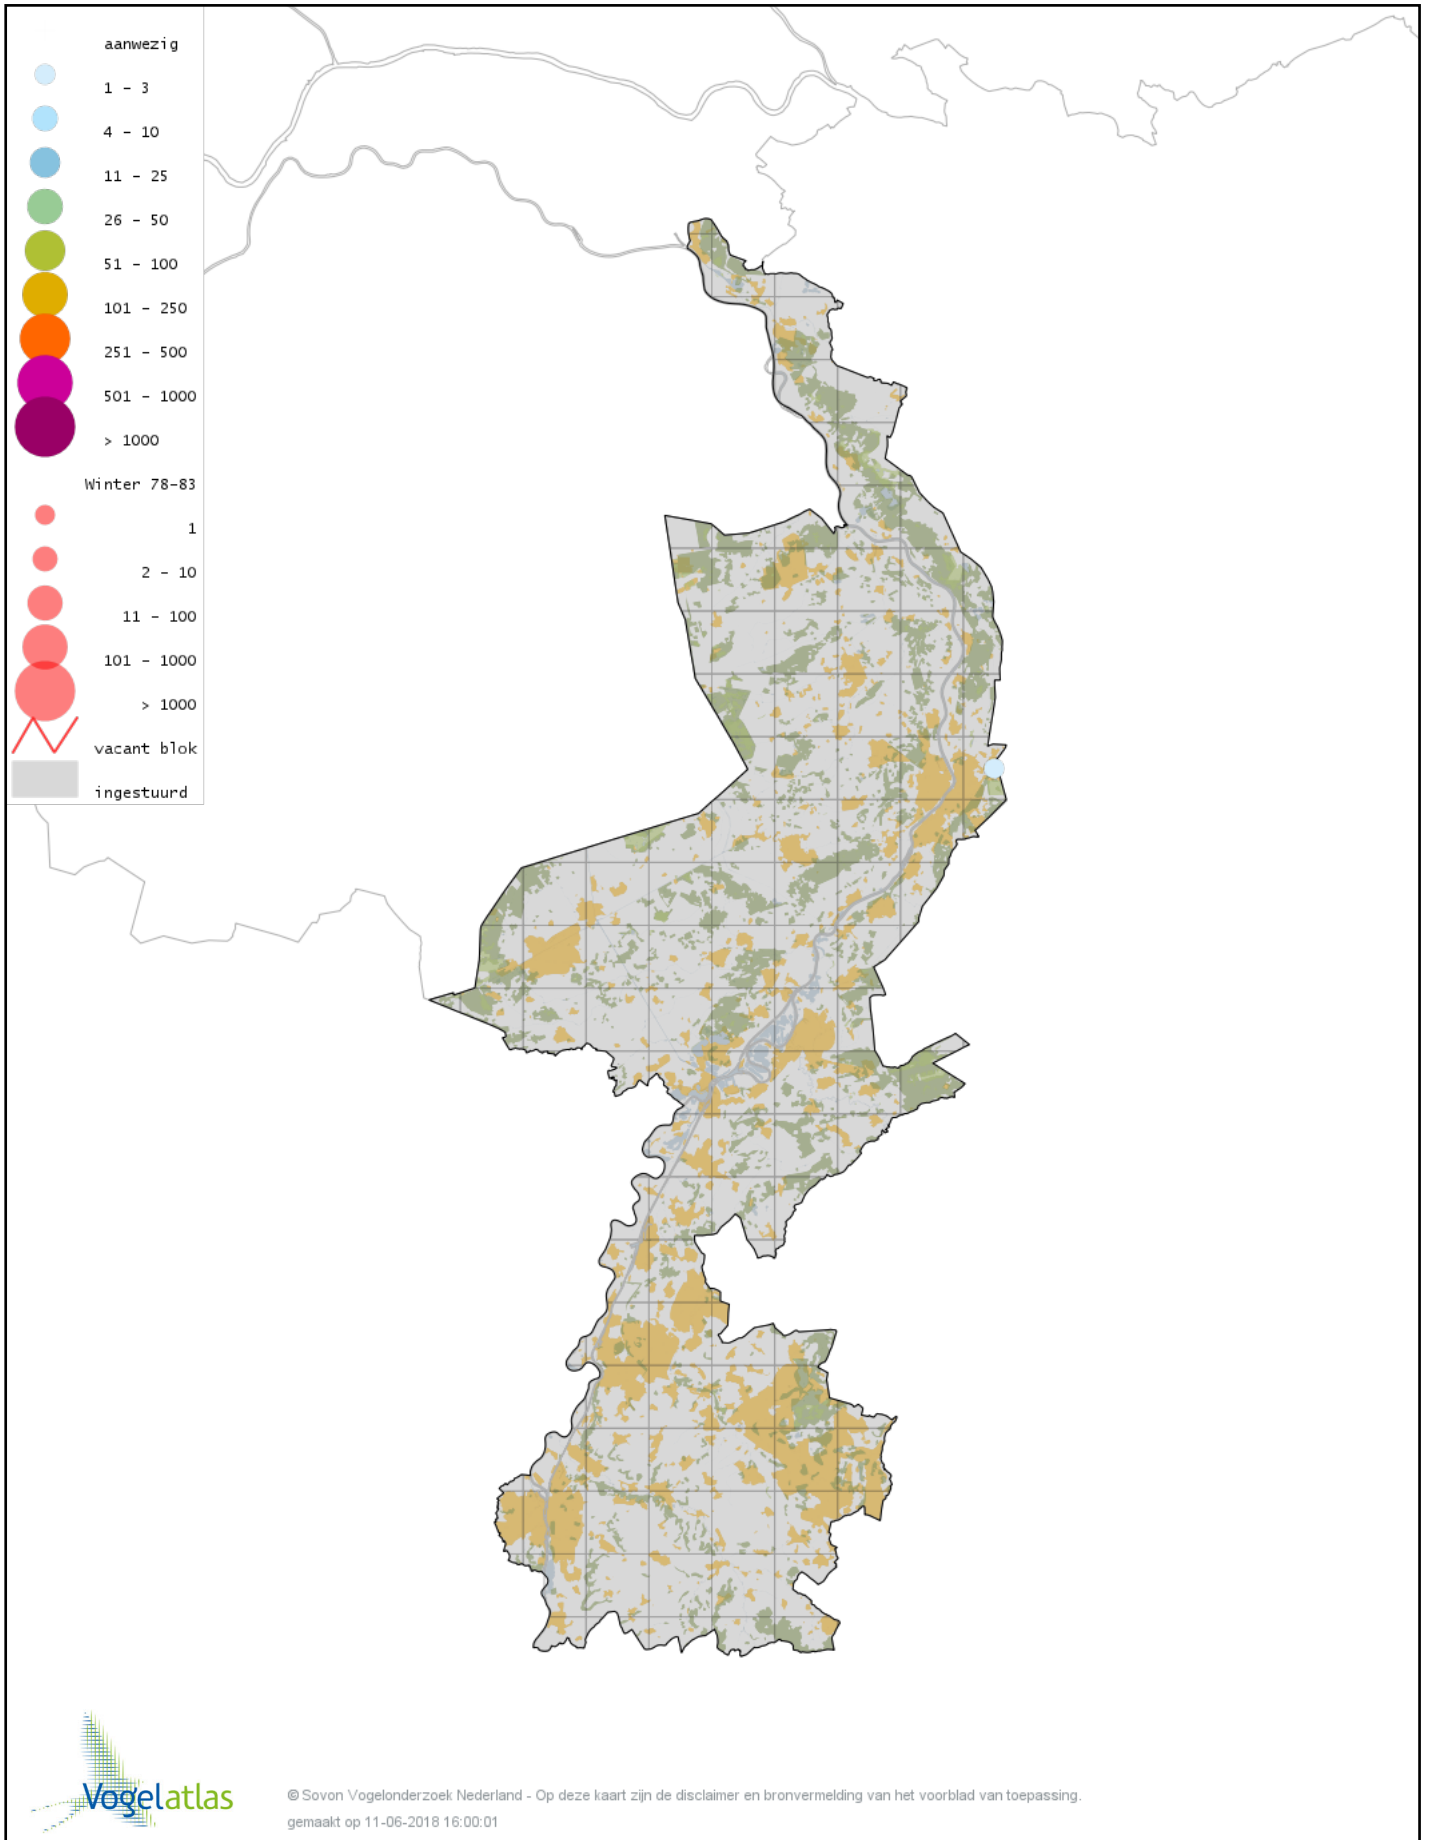 aanwezig
1 - 3
4 - 10
11 - 25
26 - 50
51 - 100
101 - 250
251 - 500
501 - 1000
> 1000
Winter 78-83
1
2 - 10
11 - 100
101 - 1000
> 1000
vacant blok
ingestuurd
Vogelatlas
© Sovon Vogelonderzoek Nederland - Op deze kaart zijn de disclaimer en bronvermelding van het voorblad van toepassing.
gemaakt op 11-06-2018 16:00:01